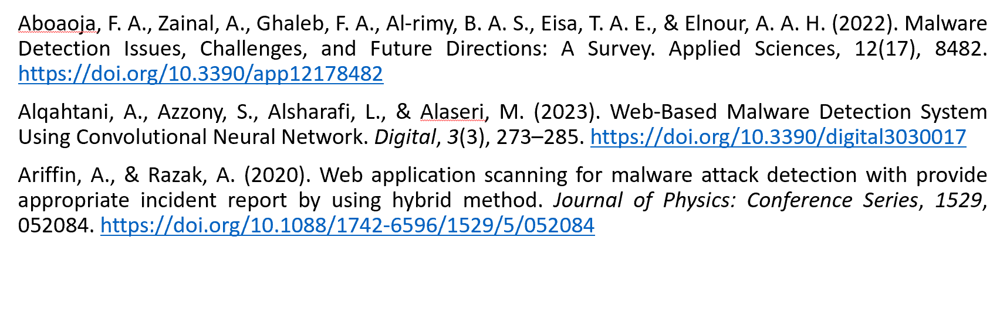 Aboaoja, F. A., Zainal, A., Ghaleb, F. A., Al-rimy, B. A. S., Eisa, T. A. E., & Elnour, A. A. H. (2022). Malware
Detection Issues, Challenges, and Future Directions: A Survey. Applied Sciences, 12(17), 8482.
https://doi.org/10.3390/app12178482
Alqahtani, A., Azzony, S., Alsharafi, L., & Alaseri, M. (2023). Web-Based Malware Detection System
Using Convolutional Neural Network. Digital, 3(3), 273–285. https://doi.org/10.3390/digital3030017
Ariffin, A., & Razak, A. (2020). Web application scanning for malware attack detection with provide
appropriate incident report by using hybrid method. Journal of Physics: Conference Series, 1529,
052084. https://doi.org/10.1088/1742-6596/1529/5/052084